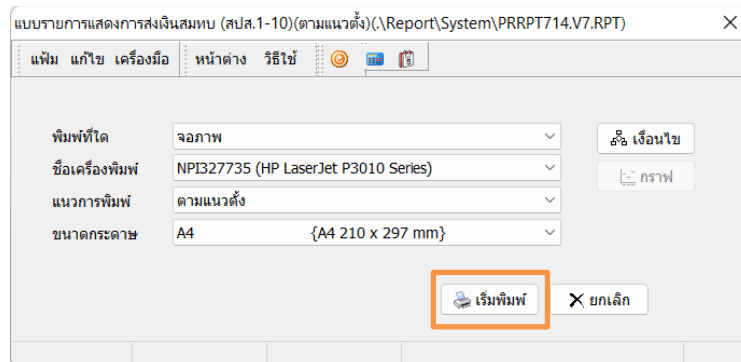 แบบรายการแสดงการส่งเงินสมทบ (สปส.1-10)(ตามแนวตั้ง)(.\Report\System\PRRPT714.V7.RPT)
แฟ้ม แก้ไข เครื่องมือ หน้าต่าง วิธีใช้
พิมพ์ที่ใด จอภาพ เงื่อนไข
ชื่อเครื่องพิมพ์ NPI327735 (HP LaserJet P3010 Series) กราฟ
แนวการพิมพ์ ตามแนวตั้ง
ขนาดกระดาษ A4 {A4 210 x 297 mm}
เริ่มพิมพ์ ยกเลิก